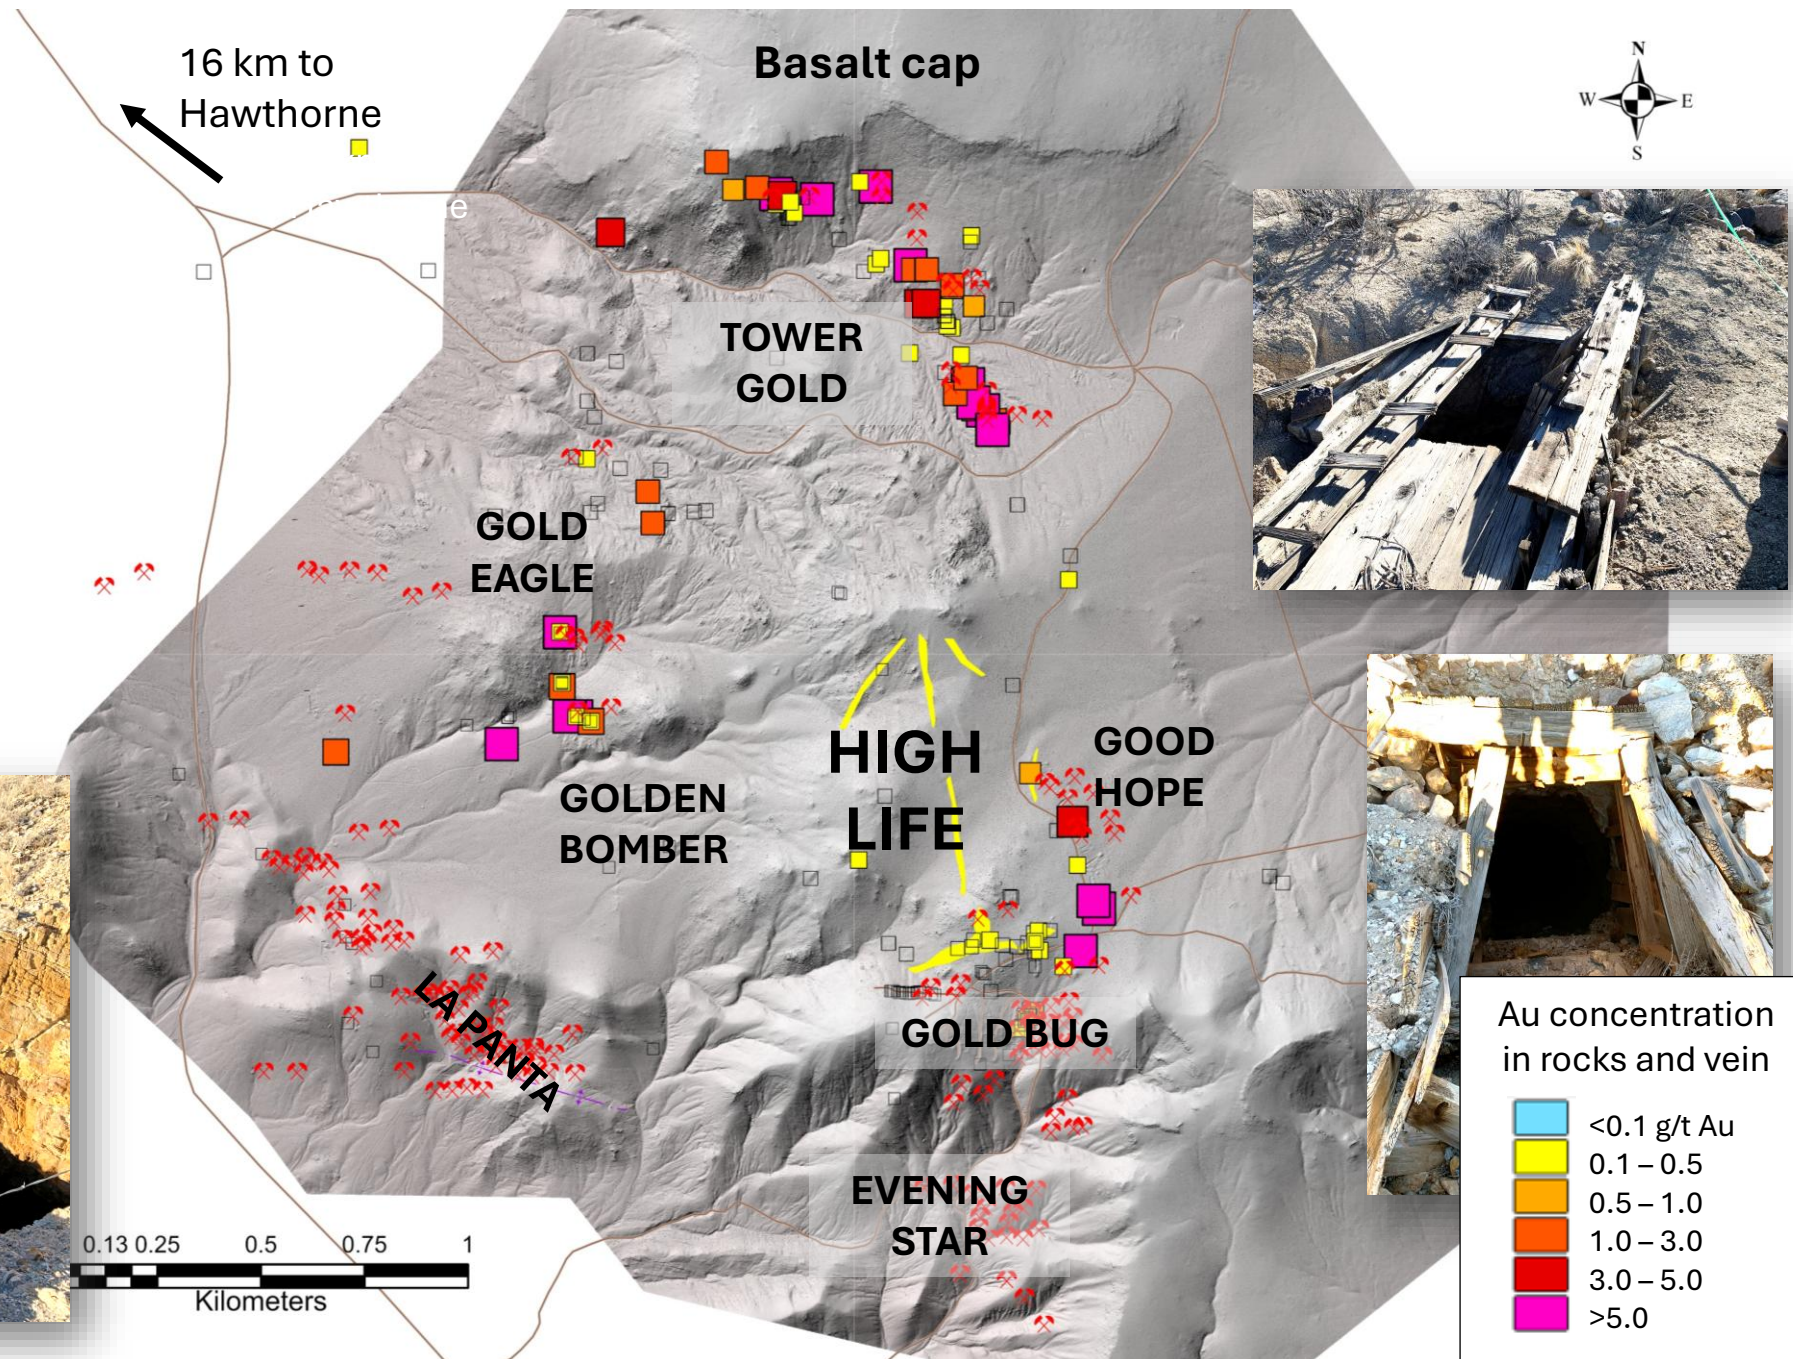 16 km to
Hawthorne
Basalt cap
N
W
E
S
TOWER
GOLD
GOLD
EAGLE
HIGH
LIFE
GOOD
HOPE
GOLDEN
BOMBER
LA PANTA
GOLD BUG
EVENING
STAR
0.13 0.25 0.5 0.75 1
Kilometers
Au concentration
in rocks and vein
<0.1 g/t Au
0.1 – 0.5
0.5 – 1.0
1.0 – 3.0
3.0 – 5.0
>5.0